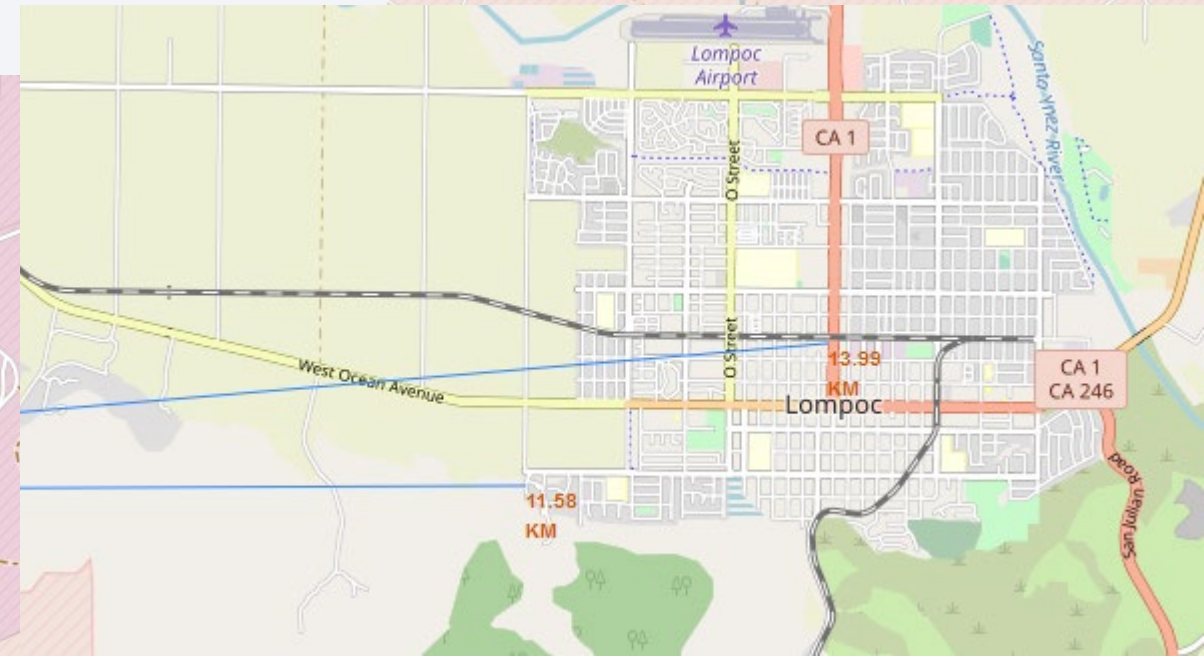 Lompoc
Airport
Santa Ynez River
CA 1
O Street
O Street
13.99
KM
CA 1
CA 246
West Ocean Avenue
Lompoc
San Julian Road
11.58
KM